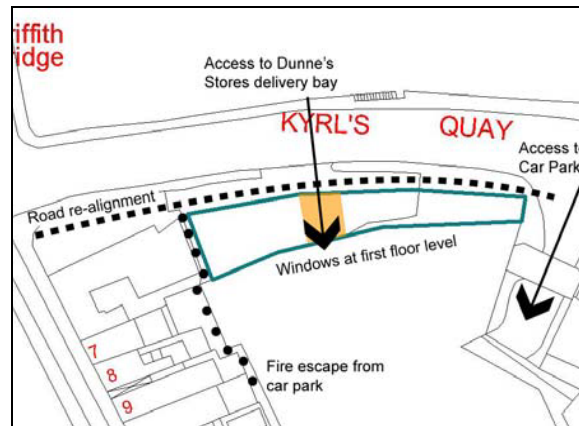 iffith
idge
Access to Dunne's
Stores delivery bay
KYRL'S QUAY
Access to
Car Park
Road re-alignment
Windows at first floor level
7
8
9
Fire escape from
car park